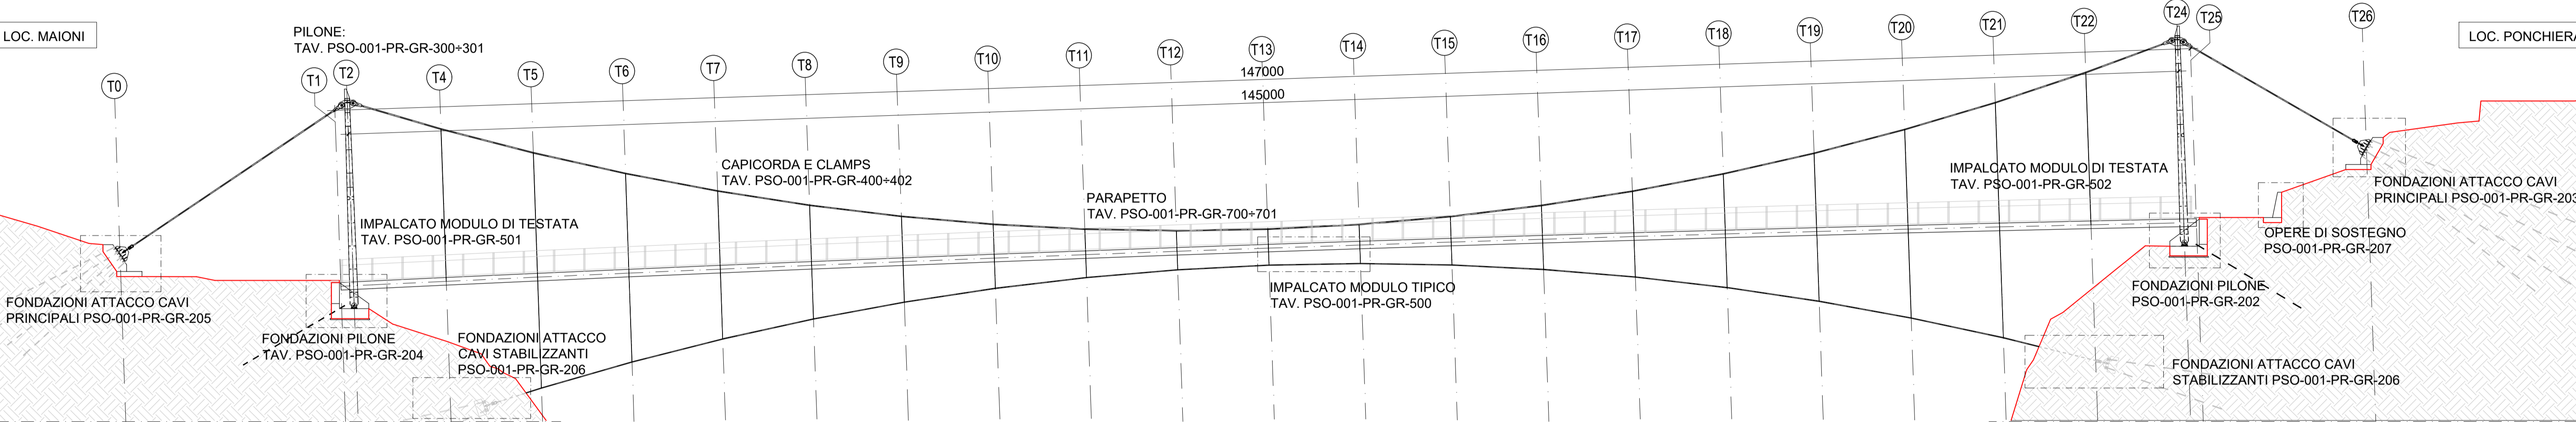 LOC. MAIONI
PILONE:
TAV. PSO-001-PR-GR-300÷301
T0
T1
T2
T4
T5
T6
T7
T8
T9
T10
T11
T12
T13
T14
T15
T16
T17
T18
T19
T20
T21
T22
T24
T25
T26
LOC. PONCHIERA
147000
145000
CAPICORDA E CLAMPS
TAV. PSO-001-PR-GR-400÷402
PARAPETTO
TAV. PSO-001-PR-GR-700÷701
IMPALCATO MODULO DI TESTATA
TAV. PSO-001-PR-GR-502
FONDAZIONI ATTACCO CAVI
PRINCIPALI PSO-001-PR-GR-203
IMPALCATO MODULO DI TESTATA
TAV. PSO-001-PR-GR-501
OPERE DI SOSTEGNO
PSO-001-PR-GR-207
IMPALCATO MODULO TIPICO
TAV. PSO-001-PR-GR-500
FONDAZIONI PILONE
PSO-001-PR-GR-202
FONDAZIONI ATTACCO CAVI
PRINCIPALI PSO-001-PR-GR-205
FONDAZIONI PILONE
TAV. PSO-001-PR-GR-204
FONDAZIONI ATTACCO
CAVI STABILIZZANTI
PSO-001-PR-GR-206
FONDAZIONI ATTACCO CAVI
STABILIZZANTI PSO-001-PR-GR-206